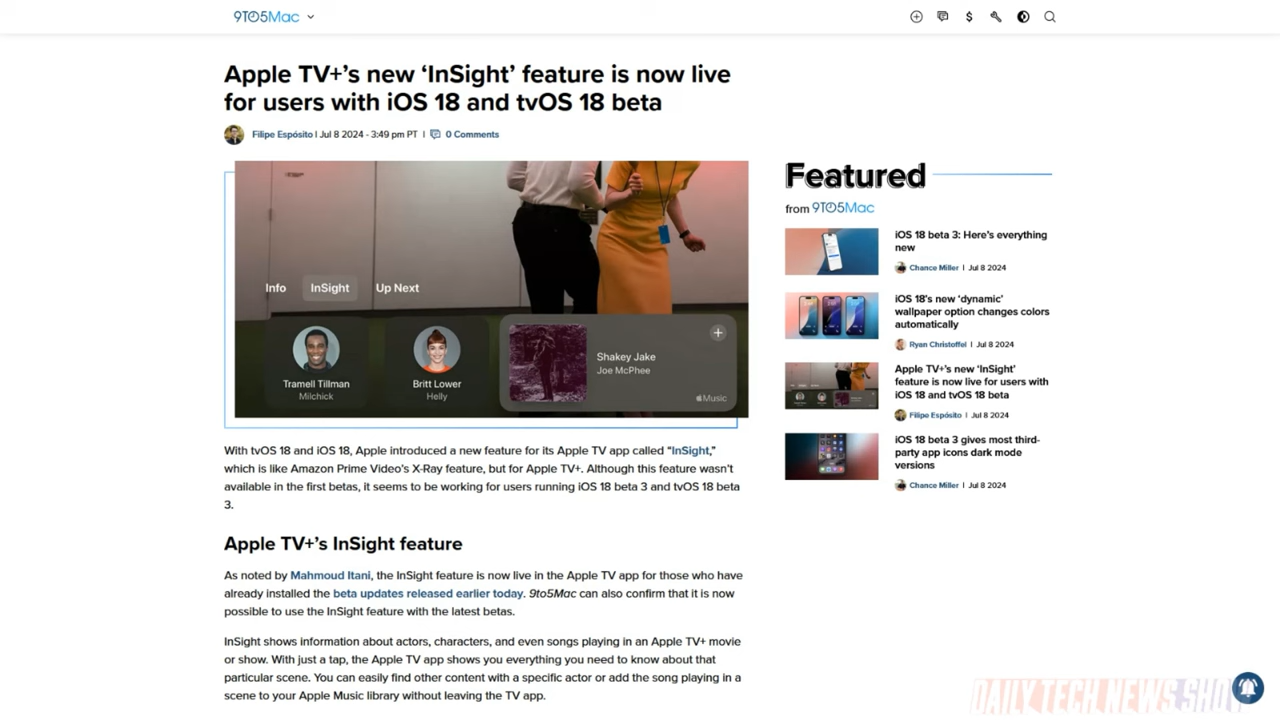 9TO5Mac
Apple TV+’s new ‘InSight’ feature is now live
for users with iOS 18 and tvOS 18 beta
Filipe Espósito | Jul 8 2024 - 3:49 pm PT | 0 Comments
Info InSight Up Next
Tramell Tillman
Milchick
Britt Lower
Helly
Shakey Jake
Joe McPhee
Music
With tvOS 18 and iOS 18, Apple introduced a new feature for its Apple TV app called “InSight,”
which is like Amazon Prime Video’s X-Ray feature, but for Apple TV+. Although this feature wasn’t
available in the first betas, it seems to be working for users running iOS 18 beta 3 and tvOS 18 beta
3.
Apple TV+’s InSight feature
As noted by Mahmoud Itani, the InSight feature is now live in the Apple TV app for those who have
already installed the beta updates released earlier today. 9to5Mac can also confirm that it is now
possible to use the InSight feature with the latest betas.
InSight shows information about actors, characters, and even songs playing in an Apple TV+ movie
or show. With just a tap, the Apple TV app shows you everything you need to know about that
particular scene. You can easily find other content with a specific actor or add the song playing in a
scene to your Apple Music library without leaving the TV app.
Featured
from 9TO5Mac
iOS 18 beta 3: Here’s everything
new
Chance Miller | Jul 8 2024
iOS 18’s new ‘dynamic’
wallpaper option changes colors
automatically
Ryan Christoffel | Jul 8 2024
Apple TV+’s new ‘InSight’
feature is now live for users with
iOS 18 and tvOS 18 beta
Filipe Espósito | Jul 8 2024
iOS 18 beta 3 gives most third-
party app icons dark mode
versions
Chance Miller | Jul 8 2024
DAILY TECH NEWS SHOW